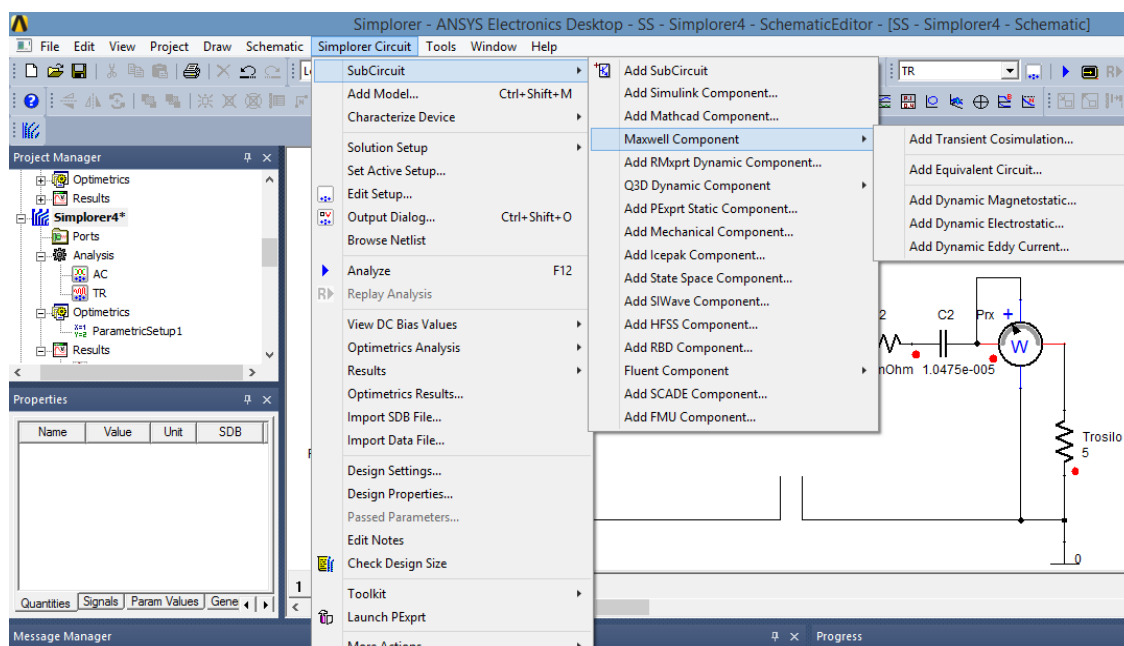 Simplorer - ANSYS Electronics Desktop - SS - Simplorer4 - SchematicEditor - [SS - Simplorer4 - Schematic]
File Edit View Project Draw Schematic Simplorer Circuit Tools Window Help
TR
Project Manager
Optimetrics
Results
Simplorer4*
Ports
Analysis
AC
TR
Optimetrics
ParametricSetup1
Results
Properties
Name Value Unit SDB
Quantities Signals Param Values Gene
Message Manager
SubCircuit
Add Model... Ctrl+Shift+M
Characterize Device
Solution Setup
Set Active Setup...
Edit Setup...
Output Dialog... Ctrl+Shift+O
Browse Netlist
Analyze F12
Replay Analysis
View DC Bias Values
Optimetrics Analysis
Results
Optimetrics Results...
Import SDB File...
Import Data File...
Design Settings...
Design Properties...
Passed Parameters...
Edit Notes
Check Design Size
Toolkit
Launch PExprt
More Actions
Add SubCircuit
Add Simulink Component...
Add Mathcad Component...
Maxwell Component
Add RMxprt Dynamic Component...
Q3D Dynamic Component
Add PExprt Static Component...
Add Mechanical Component...
Add Icepak Component...
Add State Space Component...
Add SIWave Component...
Add HFSS Component...
Add RBD Component...
Fluent Component
Add SCADE Component...
Add FMU Component...
Add Transient Cosimulation...
Add Equivalent Circuit...
Add Dynamic Magnetostatic...
Add Dynamic Electrostatic...
Add Dynamic Eddy Current...
2 C2 Prx +
W
mOhm 1.0475e-005
Trosilo
5
0
1
Progress